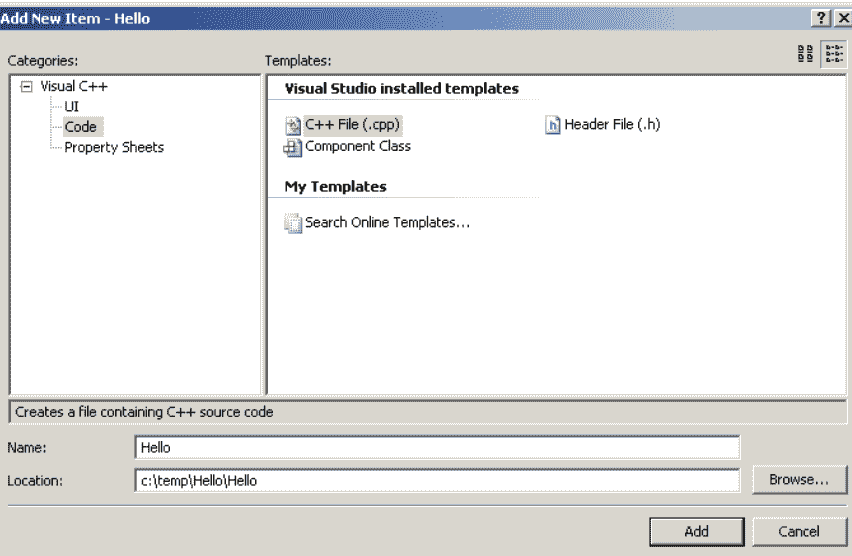 Add New Item - Hello
Categories:
Templates:
Visual C++
UI
Code
Property Sheets
Visual Studio installed templates
C++ File (.cpp)
Header File (.h)
Component Class
My Templates
Search Online Templates...
Creates a file containing C++ source code
Name:
Hello
Location:
c:\temp\Hello\Hello
Browse...
Add
Cancel